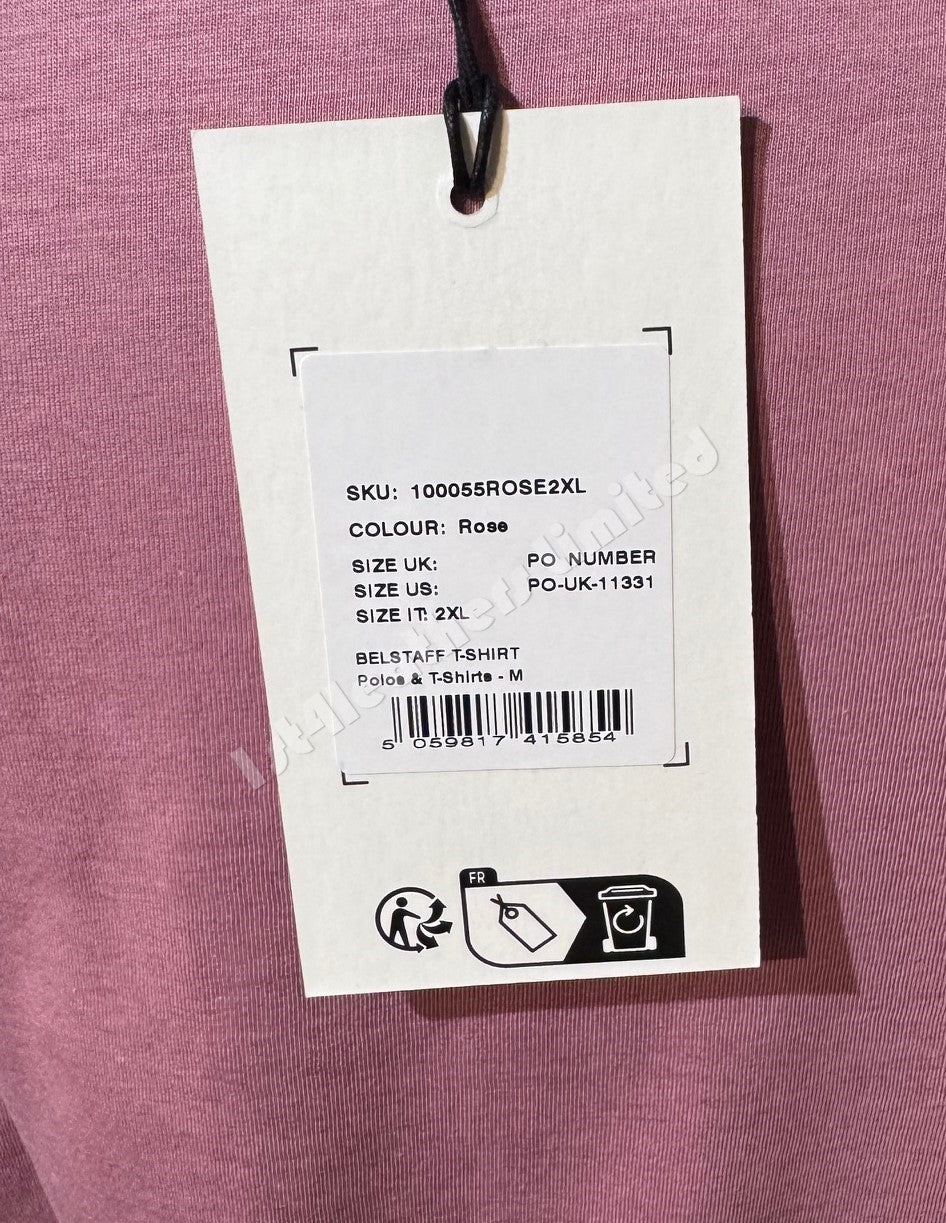 SKU: 100055ROSE2XL
COLOUR: Rose
SIZE UK:
SIZE US:
SIZE IT: 2XL
PO NUMBER
PO-UK-11331
BELSTAFF T-SHIRT
Polos & T-Shirts - M
5 059817 415854
FR